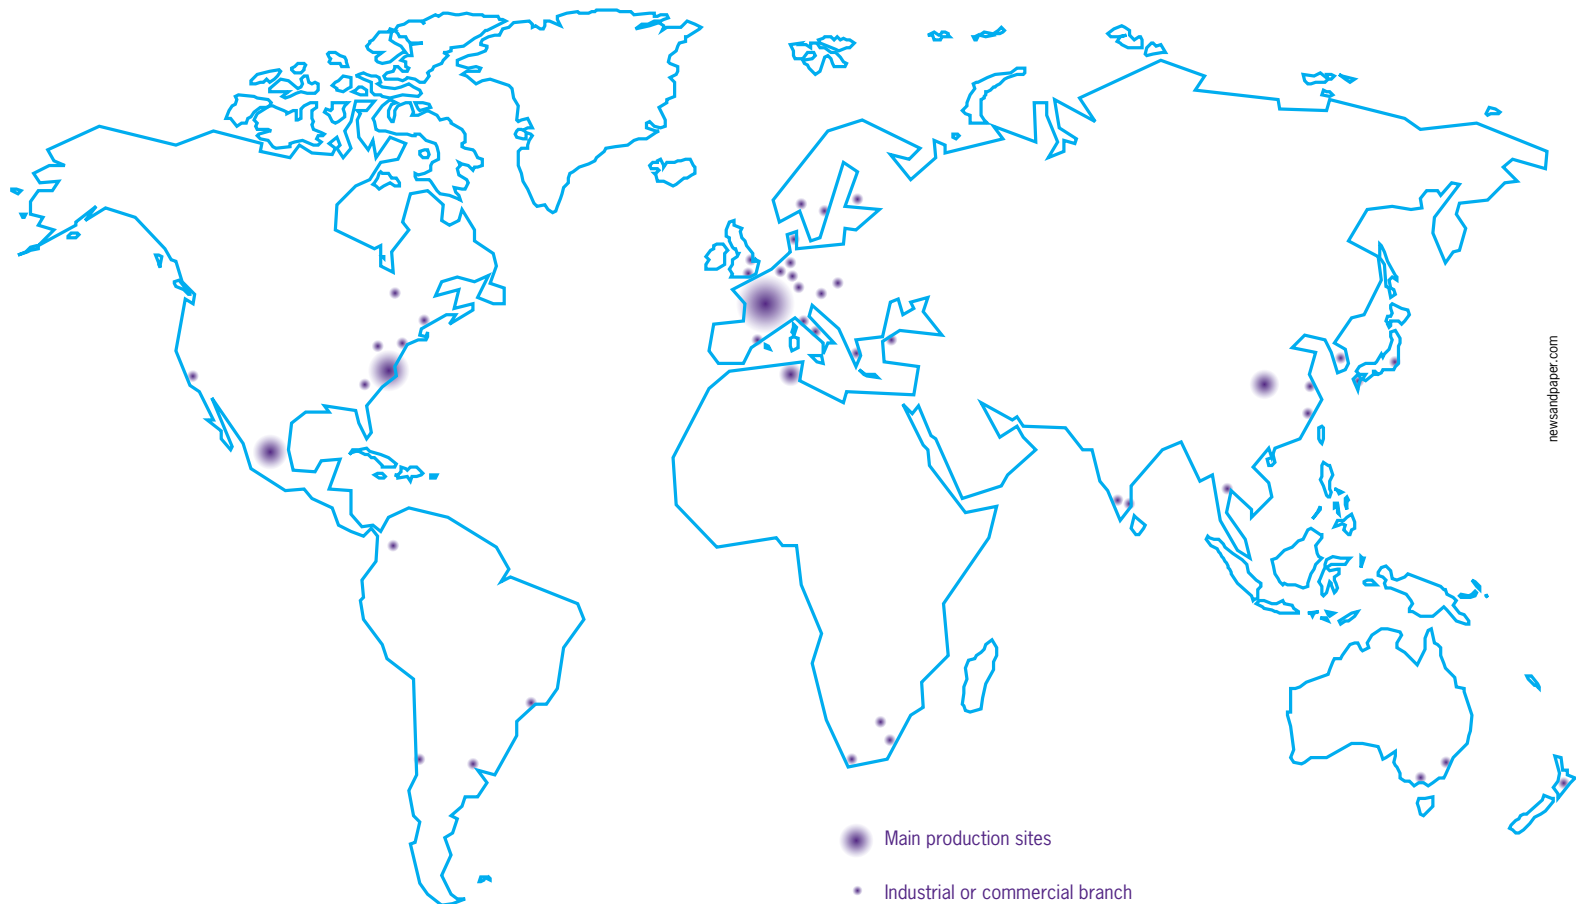 newsandpaper.com
Main production sites
Industrial or commercial branch